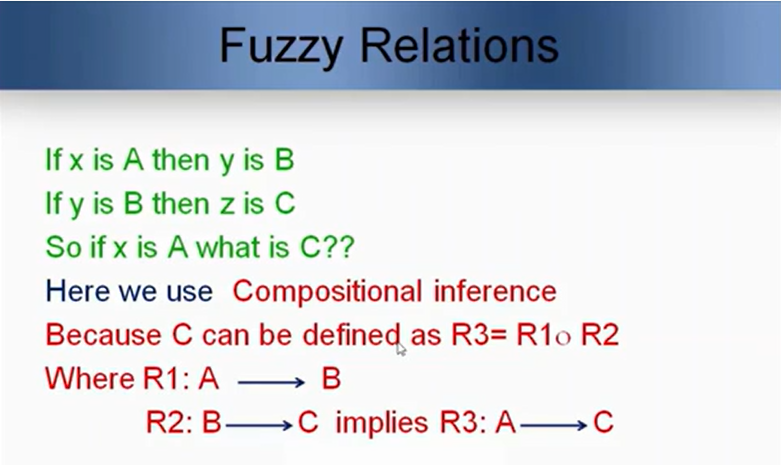 Fuzzy Relations
If x is A then y is B
If y is B then z is C
So if x is A what is C??
Here we use Compositional inference
Because C can be defined as R3= R1o R2
Where R1: A ⟶ B
R2: B⟶C implies R3: A⟶C